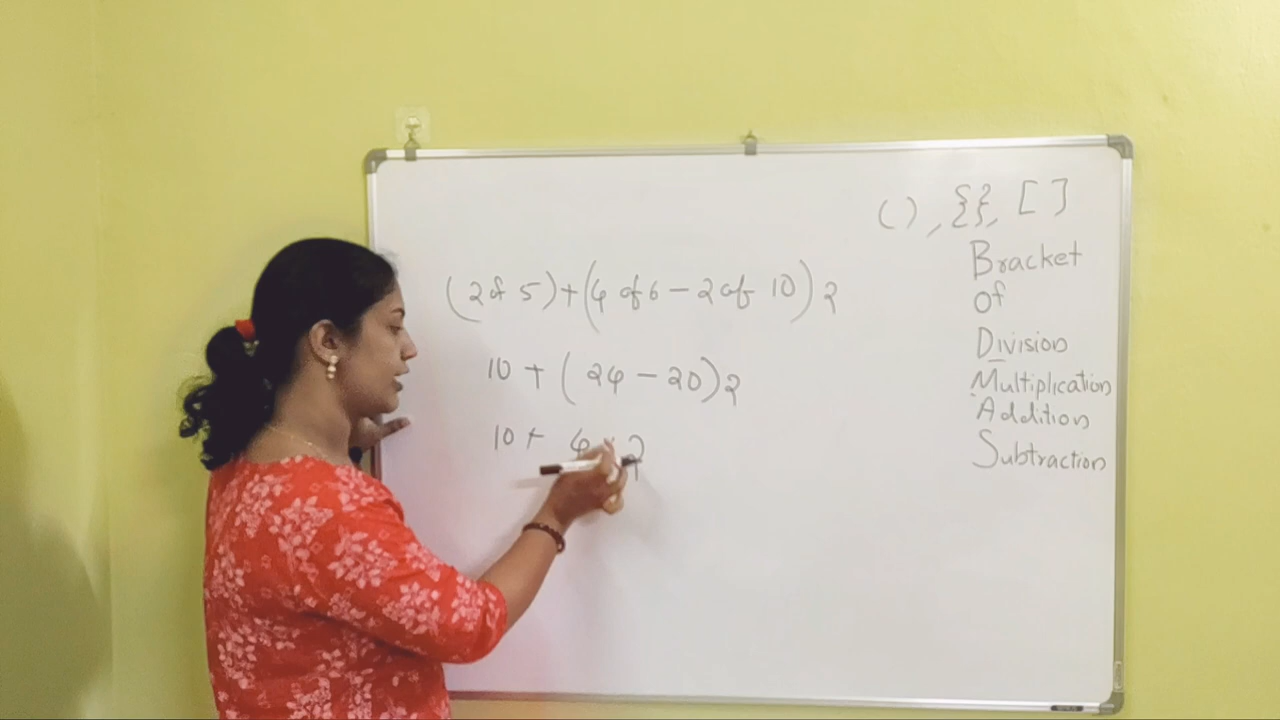 ( ) , { } , [ ]
Bracket
Of
Division
Multiplication
Addition
Subtraction
(2 of 5) + (4 of 6 - 2 of 10) 2
10 + (24 - 20) 2
10 + 4 2